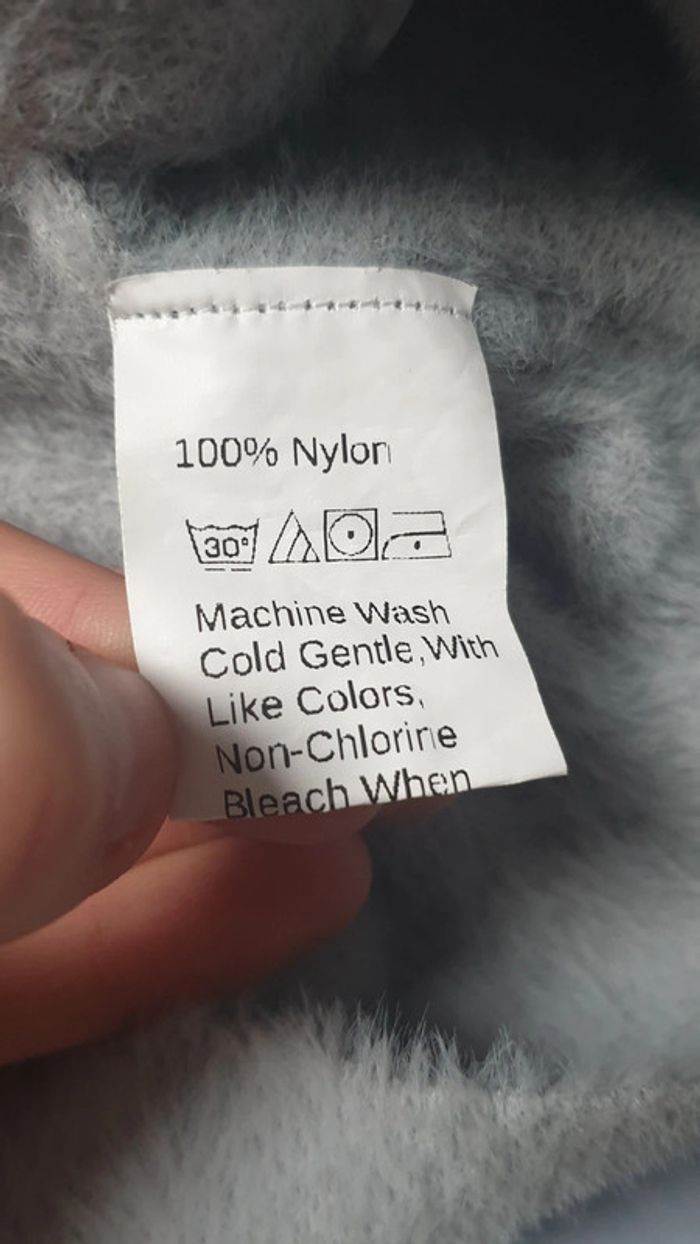 100% Nylon
30°
Machine Wash
Cold Gentle,With
Like Colors,
Non-Chlorine
Bleach When